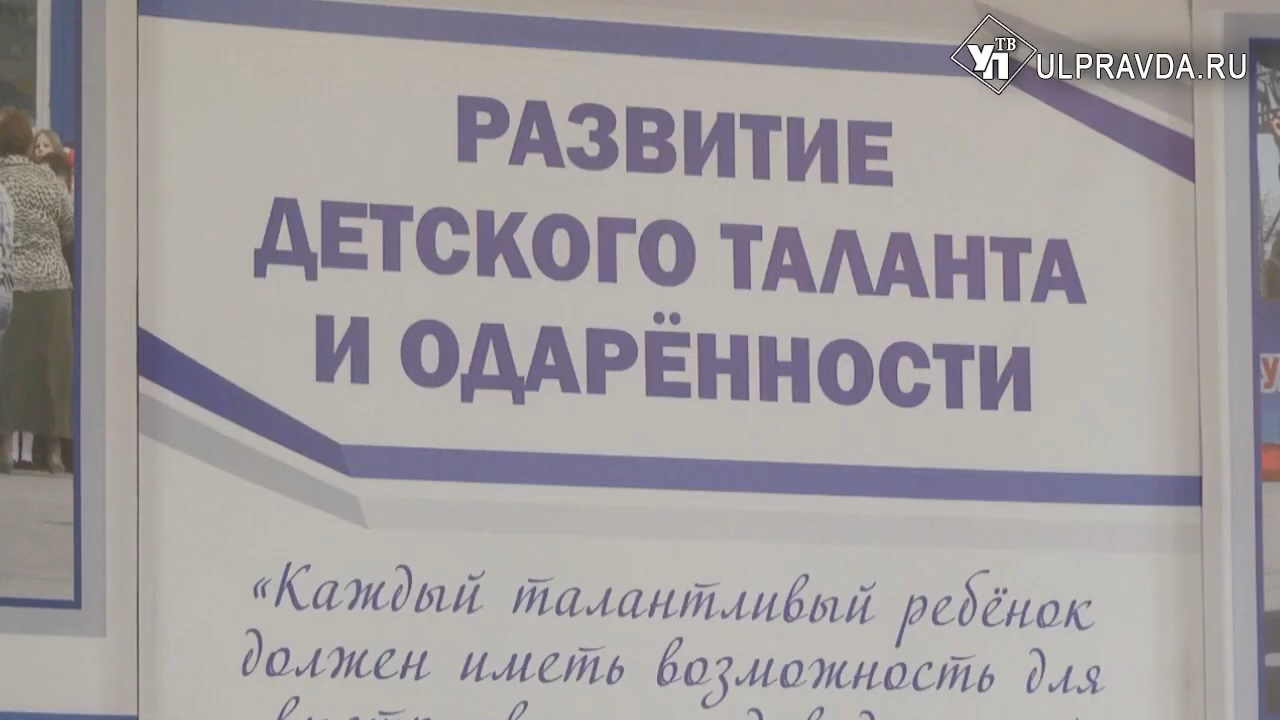 УП ТВ ULPRAVDA.RU
РАЗВИТИЕ
ДЕТСКОГО ТАЛАНТА
И ОДАРЁННОСТИ
«Каждый талантливый ребёнок
должен иметь возможность для